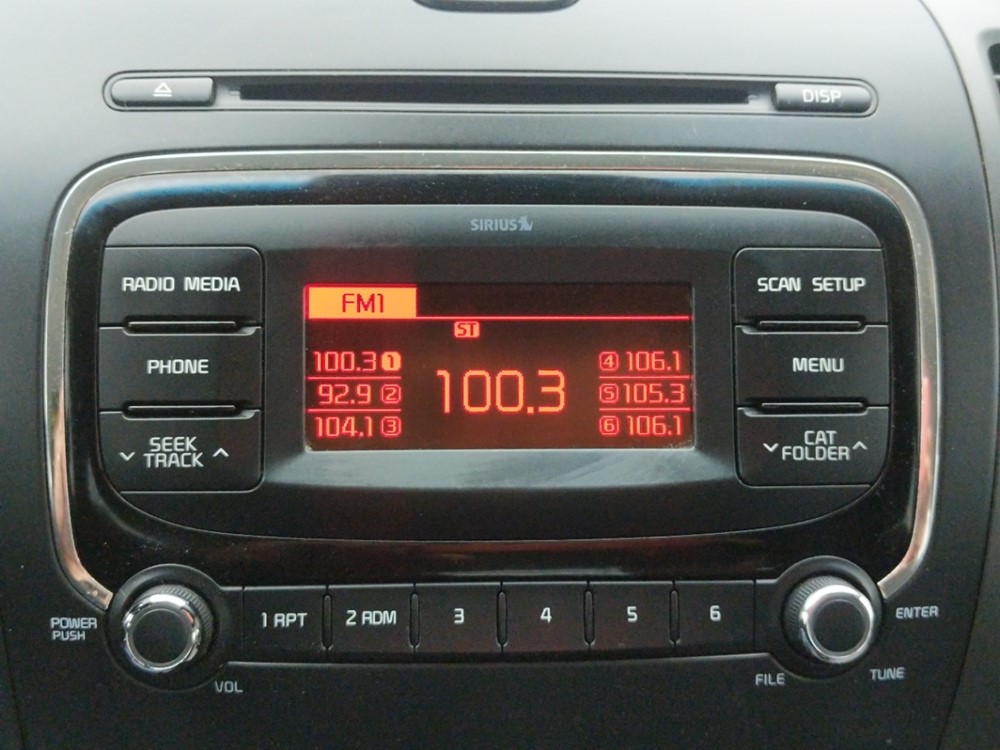 DISP
SIRIUS
RADIO MEDIA
SCAN SETUP
FM1
ST
PHONE
MENU
100.3 1
100.3
4 106.1
92.9 2
5 105.3
104.1 3
6 106.1
SEEK
TRACK
CAT
FOLDER
1 RPT
2 RDM
3
4
5
6
POWER
PUSH
VOL
ENTER
FILE
TUNE